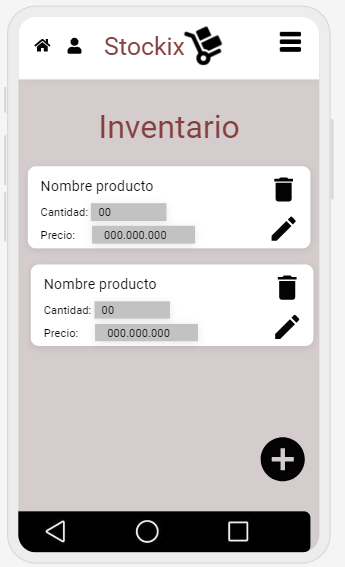 Stockix
Inventario
Nombre producto
Cantidad: 00
Precio: 000.000.000
Nombre producto
Cantidad: 00
Precio: 000.000.000